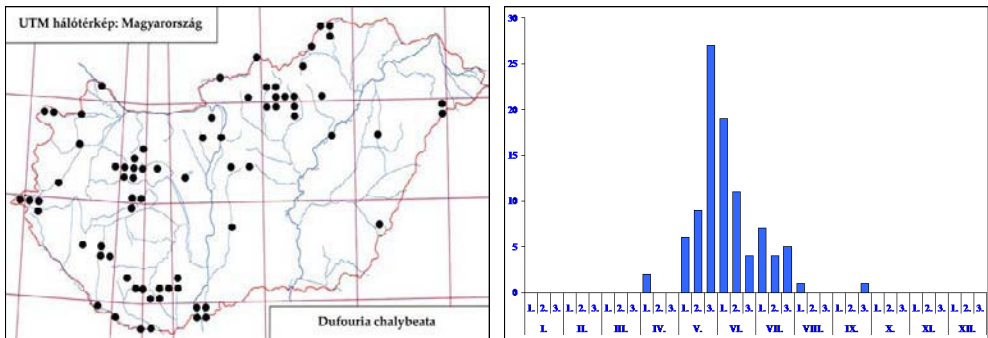 UTM hálótérkép: Magyarország
Dufouria chalybeata
30
25
20
15
10
5
0
1. 2. 3. 1. 2. 3. 1. 2. 3. 1. 2. 3. 1. 2. 3. 1. 2. 3. 1. 2. 3. 1. 2. 3. 1. 2. 3. 1. 2. 3. 1. 2. 3. 1. 2. 3.
I. II. III. IV. V. VI. VII. VIII. IX. X. XI. XII.